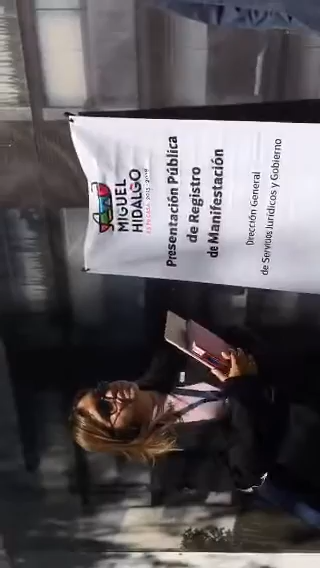 MIGUEL
HIDALGO
Presentación Pública
de Registro
de Manifestación
Dirección General
de Servicios Jurídicos y Gobierno